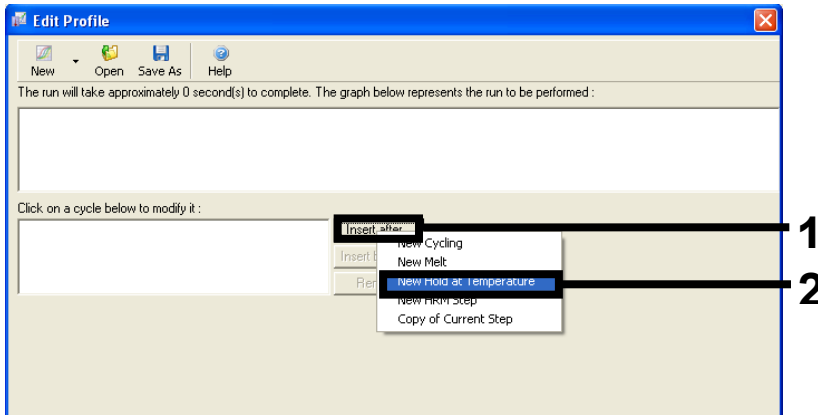 Edit Profile
New Open Save As Help
The run will take approximately 0 second(s) to complete. The graph below represents the run to be performed :
Click on a cycle below to modify it :
Insert after... 1
New Cycling
Insert
New Melt
New Hold at Temperature 2
New HRM Step
Copy of Current Step